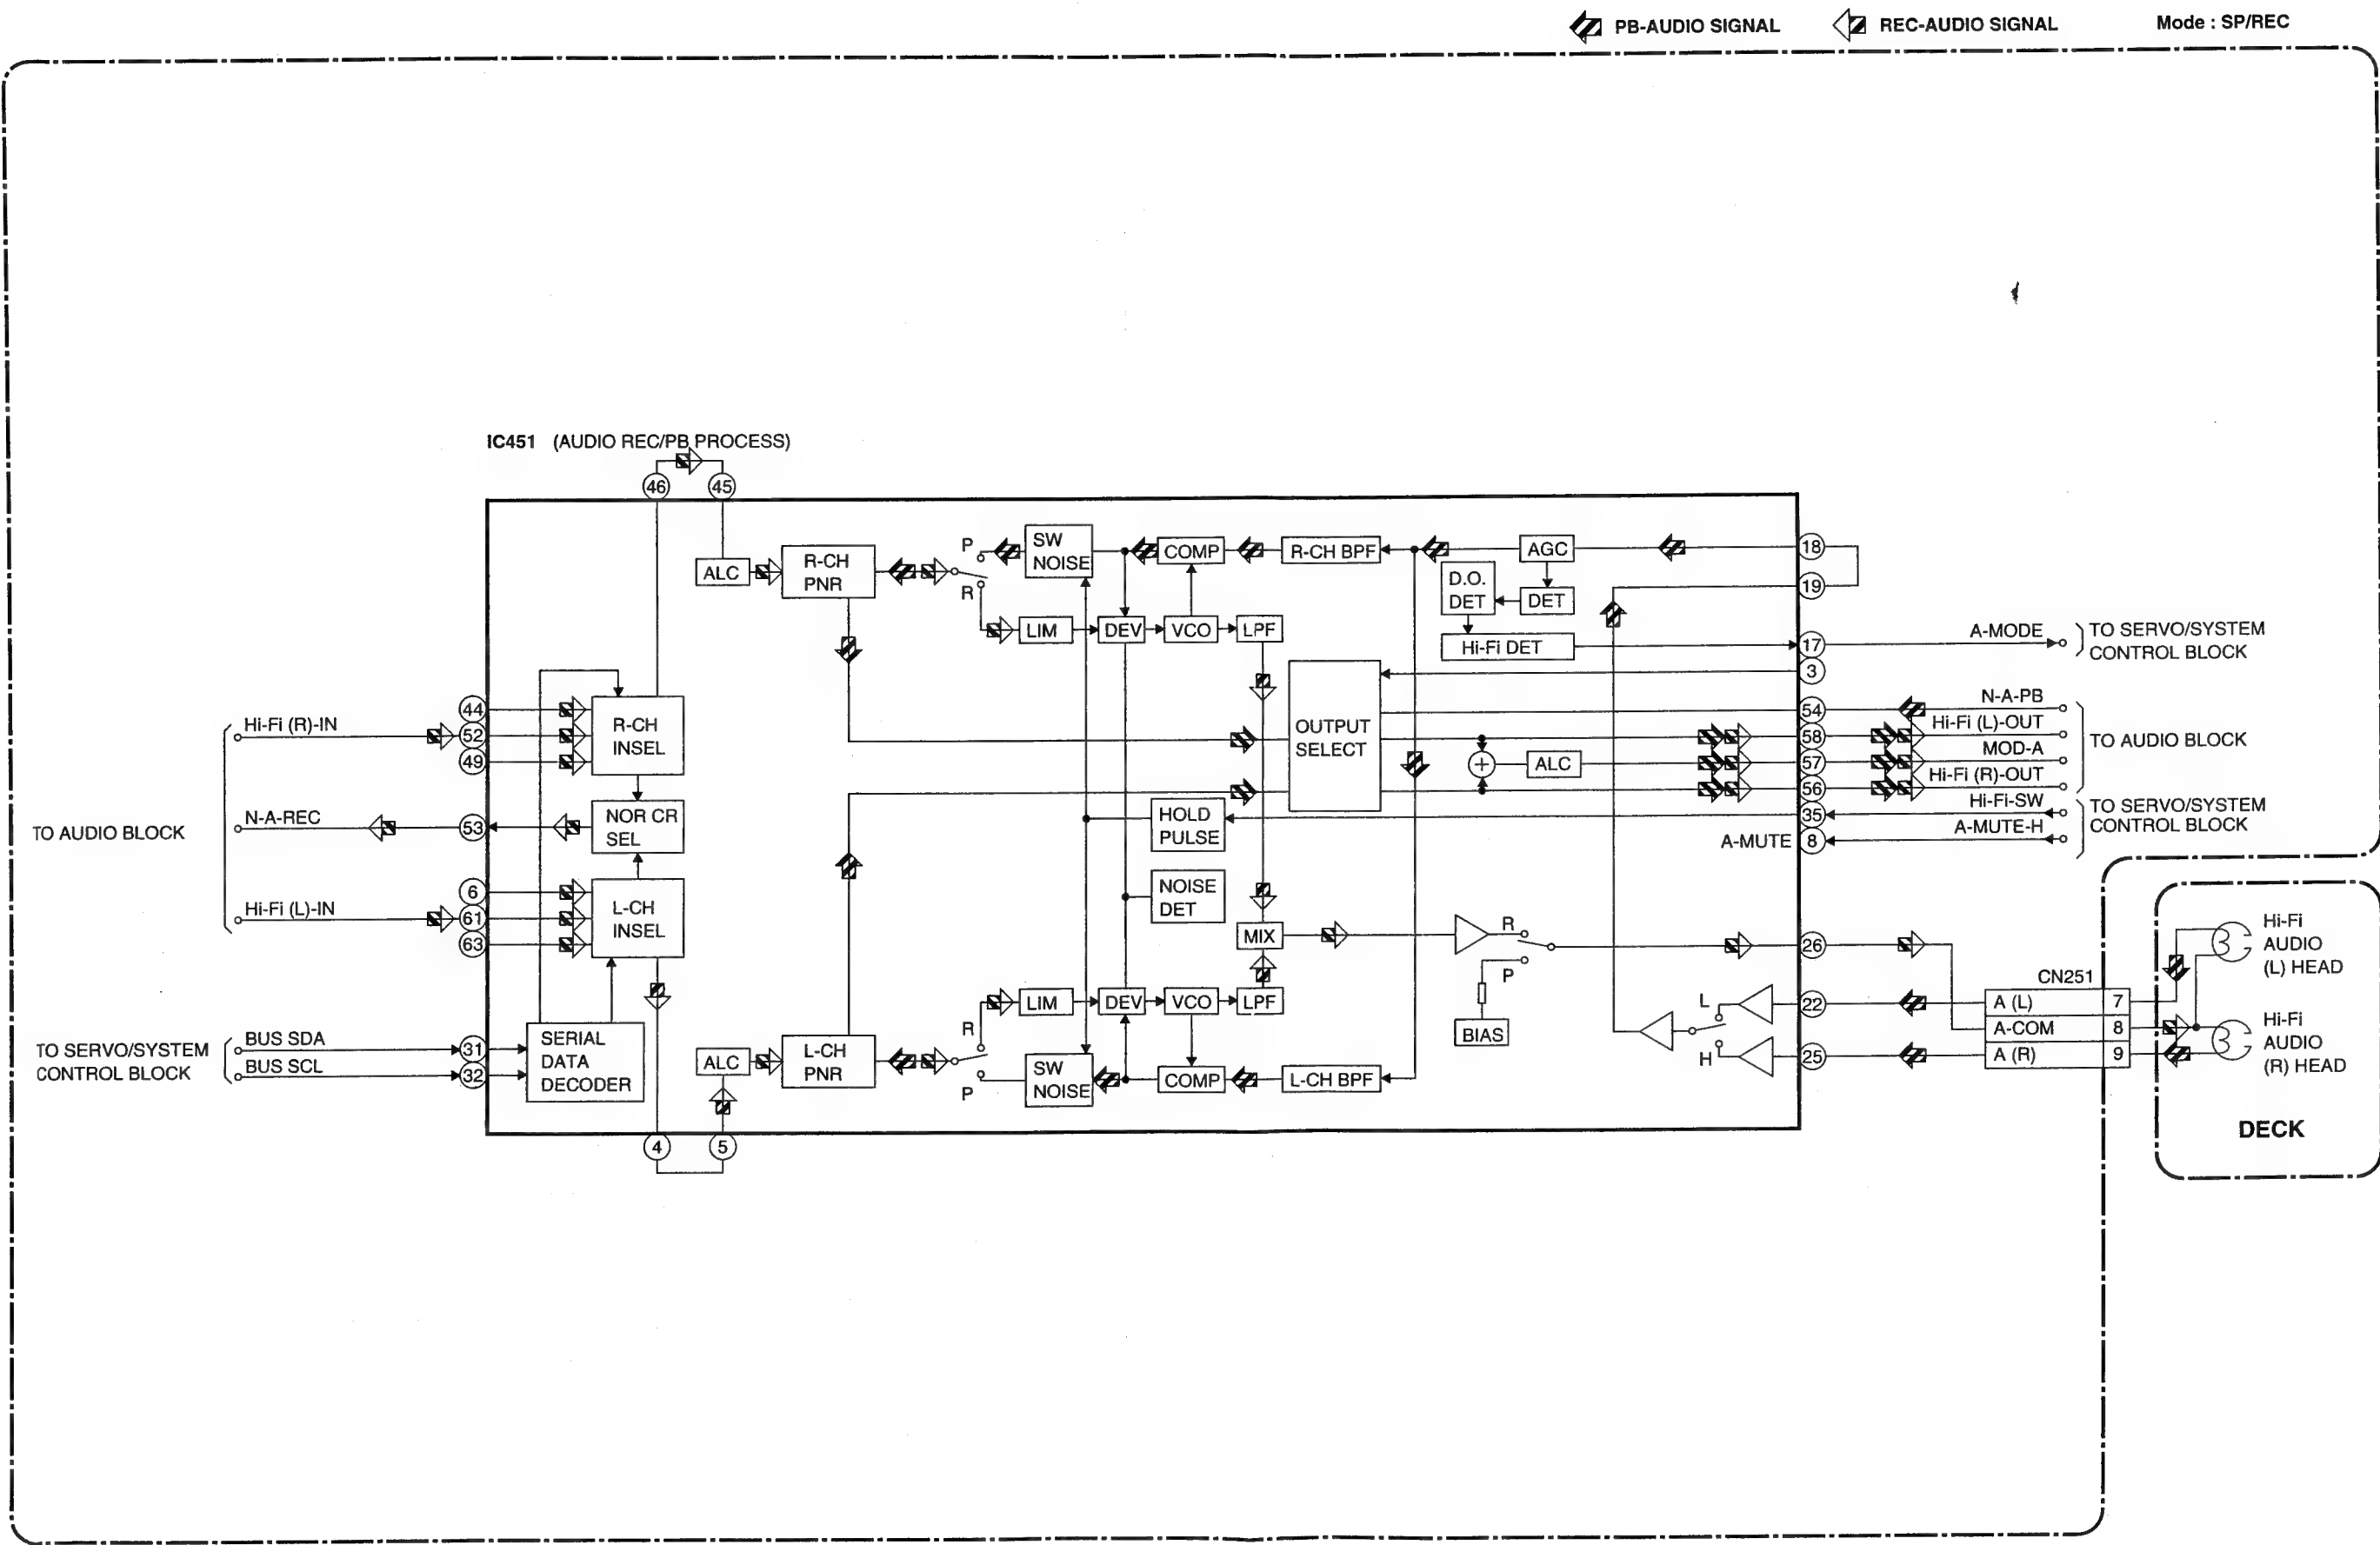 PB-AUDIO SIGNAL
REC-AUDIO SIGNAL
Mode : SP/REC
IC451 (AUDIO REC/PB PROCESS)
46
45
ALC
R-CH
PNR
P
R
SW
NOISE
COMP
R-CH BPF
AGC
18
D.O.
DET
DET
19
LIM
DEV
VCO
LPF
Hi-Fi DET
17
A-MODE
TO SERVO/SYSTEM
CONTROL BLOCK
3
TO AUDIO BLOCK
Hi-Fi (R)-IN
44
52
49
R-CH
INSEL
N-A-REC
53
NOR CR
SEL
Hi-Fi (L)-IN
6
61
63
L-CH
INSEL
OUTPUT
SELECT
+
ALC
54
N-A-PB
58
Hi-Fi (L)-OUT
57
MOD-A
56
Hi-Fi (R)-OUT
TO AUDIO BLOCK
HOLD
PULSE
35
Hi-Fi-SW
A-MUTE
8
A-MUTE-H
TO SERVO/SYSTEM
CONTROL BLOCK
NOISE
DET
MIX
R
P
BIAS
26
LIM
DEV
VCO
LPF
L
H
22
25
CN251
A (L)
7
A-COM
8
A (R)
9
Hi-Fi
AUDIO
(L) HEAD
Hi-Fi
AUDIO
(R) HEAD
DECK
TO SERVO/SYSTEM
CONTROL BLOCK
BUS SDA
31
BUS SCL
32
SERIAL
DATA
DECODER
ALC
L-CH
PNR
R
P
SW
NOISE
COMP
L-CH BPF
4
5